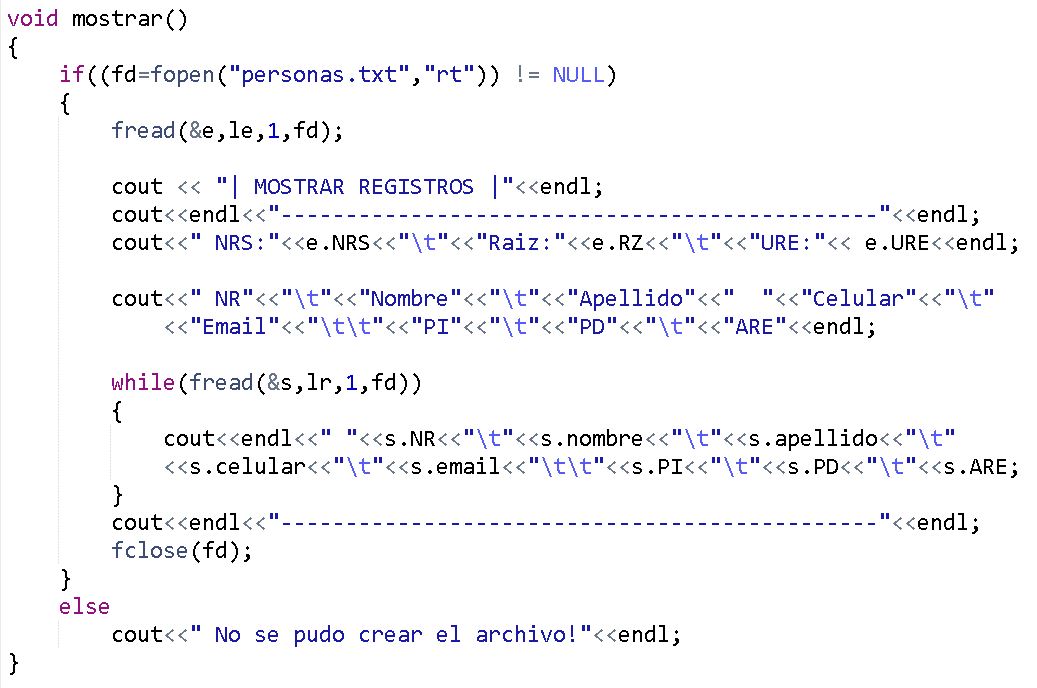 void mostrar()
{
    if((fd=fopen("personas.txt","rt")) != NULL)
    {
        fread(&e,le,1,fd);

        cout << "| MOSTRAR REGISTROS |"<<endl;
        cout<<endl<<"----------------------------------------------"<<endl;
        cout<<" NRS:"<<e.NRS<<"\t"<<"Raiz:"<<e.RZ<<"\t"<<"URE:"<< e.URE<<endl;

        cout<<" NR"<<"\t"<<"Nombre"<<"\t"<<"Apellido"<<"  "<<"Celular"<<"\t"
            <<"Email"<<"\t\t"<<"PI"<<"\t"<<"PD"<<"\t"<<"ARE"<<endl;

        while(fread(&s,lr,1,fd))
        {
            cout<<endl<<" "<<s.NR<<"\t"<<s.nombre<<"\t"<<s.apellido<<"\t"
            <<s.celular<<"\t"<<s.email<<"\t\t"<<s.PI<<"\t"<<s.PD<<"\t"<<s.ARE;
        }
        cout<<endl<<"----------------------------------------------"<<endl;
        fclose(fd);
    }
    else
        cout<<" No se pudo crear el archivo!"<<endl;
}